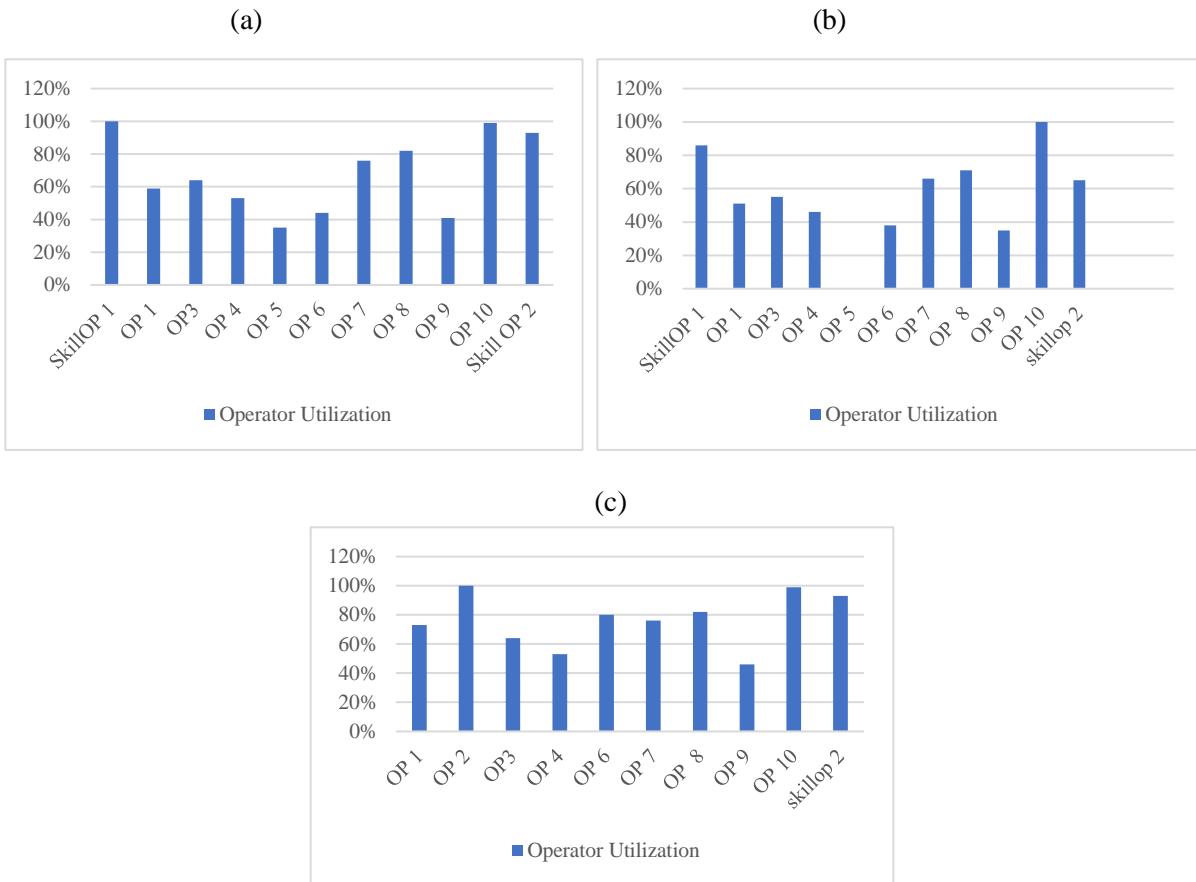 (a)
(b)
120%
100%
80%
60%
40%
20%
0%
SkillOP 1
OP 1
OP3
OP 4
OP 5
OP 6
OP 7
OP 8
OP 9
OP 10
Skill OP 2
Operator Utilization
120%
100%
80%
60%
40%
20%
0%
SkillOP 1
OP 1
OP3
OP 4
OP 5
OP 6
OP 7
OP 8
OP 9
OP 10
skillop 2
Operator Utilization
(c)
120%
100%
80%
60%
40%
20%
0%
OP 1
OP 2
OP3
OP 4
OP 6
OP 7
OP 8
OP 9
OP 10
skillop 2
Operator Utilization